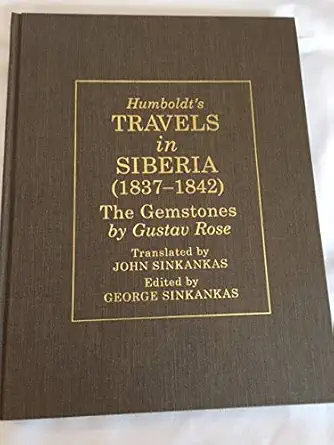 Humboldt's
TRAVELS
in
SIBERIA
(1837–1842)
The Gemstones
by Gustav Rose
Translated by
JOHN SINKANKAS
Edited by
GEORGE SINKANKAS